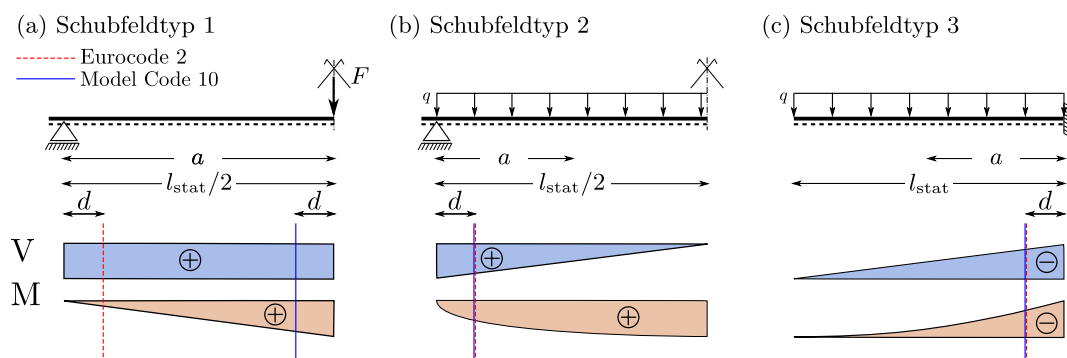 (a) Schubfeldtyp 1
Eurocode 2
Model Code 10
F
a
l_stat/2
d
d
V
M
+
+
(b) Schubfeldtyp 2
q
a
l_stat/2
d
+
+
(c) Schubfeldtyp 3
q
a
l_stat
d
−
−